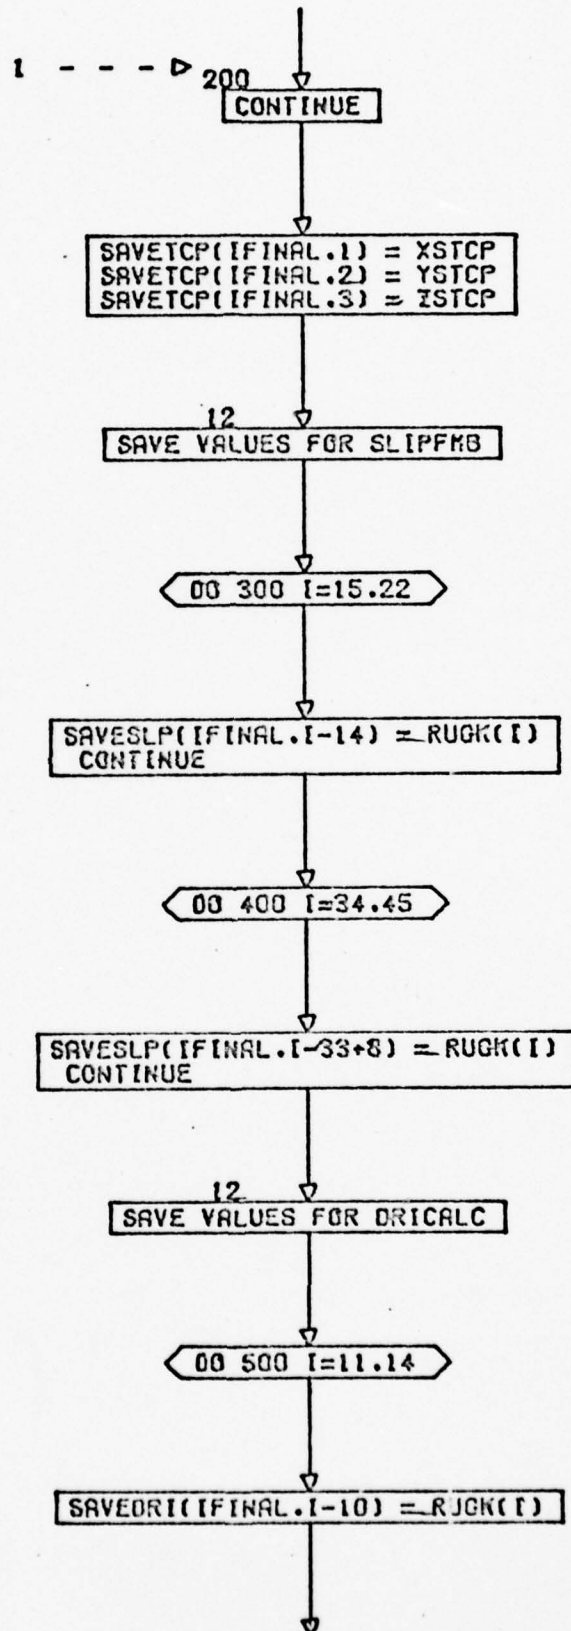 1 - - - - ▷ 200
CONTINUE
SAVETCP(IFINAL.1) = XSTCP
SAVETCP(IFINAL.2) = YSTCP
SAVETCP(IFINAL.3) = ZSTCP
12
SAVE VALUES FOR SLIPFMB
DO 300 I=15.22
SAVESLP(IFINAL.I-14) = RUGK(I)
CONTINUE
DO 400 I=34.45
SAVESLP(IFINAL.I-33+8) = RUGK(I)
CONTINUE
12
SAVE VALUES FOR DRICALC
DO 500 I=11.14
SAVEDRI(IFINAL.I-10) = RUGK(I)